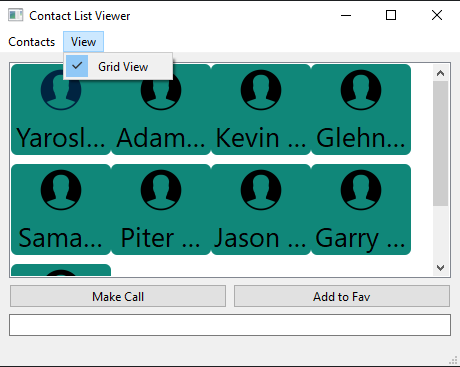 Contact List Viewer
Contacts View
Grid View
Yarosl... Adam... Kevin ... Glehn...
Sama... Piter ... Jason ... Garry ...
Make Call Add to Fav